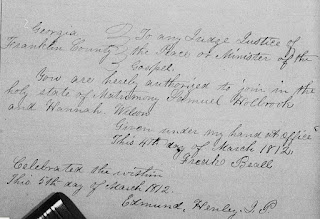 Georgia, } To any Judge Justice of
Franklin County } the Peace or Minister of the
Gospel.
You are hereby authorised to join in the
holy state of Matrimony Samuel Holbrook
and Hannah Wilson
Given under my hand at office
This 4th day of March 1812.
Beall
Celebrated the within
This 5th day of March 1812.
Edmund, Henley J.P